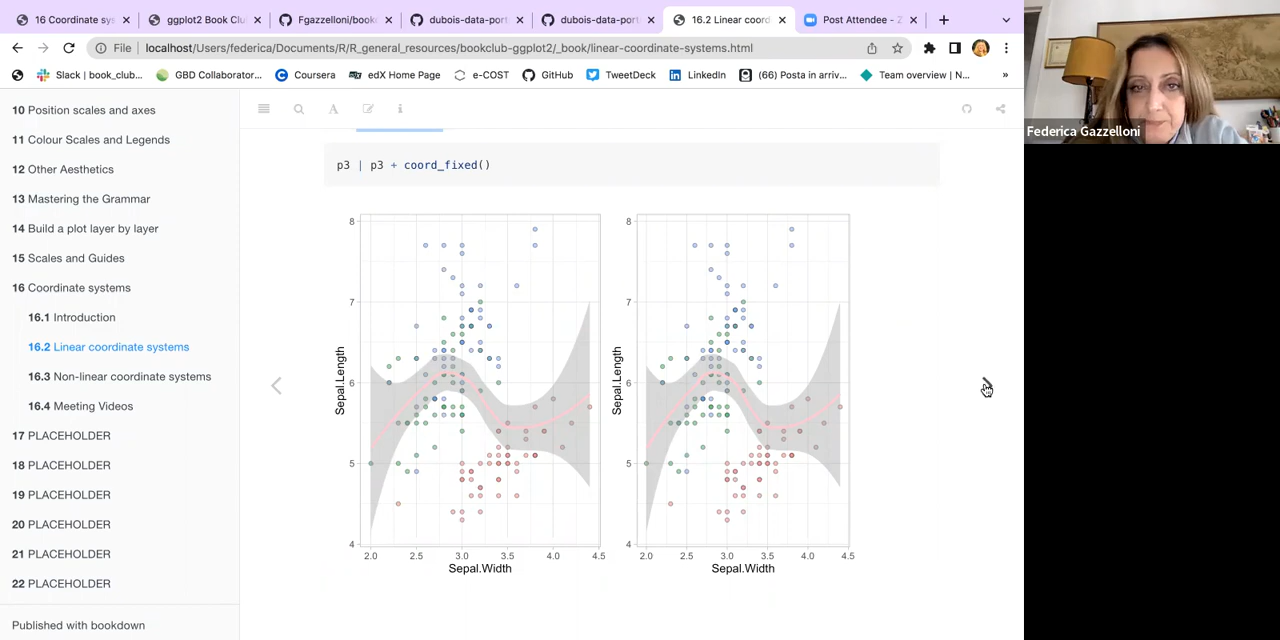 16 Coordinate sys
ggplot2 Book Clu
Fgazzelloni/book
dubois-data-port
dubois-data-port
16.2 Linear coord
Post Attendee - Z
File
localhost/Users/federica/Documents/R/R_general_resources/bookclub-ggplot2/_book/linear-coordinate-systems.html
Slack | book_club...
GBD Collaborator...
Coursera
edX Home Page
e-COST
GitHub
TweetDeck
LinkedIn
(66) Posta in arriv...
Team overview | N...
»
10 Position scales and axes
11 Colour Scales and Legends
12 Other Aesthetics
13 Mastering the Grammar
14 Build a plot layer by layer
15 Scales and Guides
16 Coordinate systems
16.1 Introduction
16.2 Linear coordinate systems
16.3 Non-linear coordinate systems
16.4 Meeting Videos
17 PLACEHOLDER
18 PLACEHOLDER
19 PLACEHOLDER
20 PLACEHOLDER
21 PLACEHOLDER
22 PLACEHOLDER
Published with bookdown
A
p3 | p3 + coord_fixed()
Sepal.Length
8
7
6
5
4
2.0 2.5 3.0 3.5 4.0 4.5
Sepal.Width
Sepal.Length
8
7
6
5
4
2.0 2.5 3.0 3.5 4.0 4.5
Sepal.Width
Federica Gazzelloni